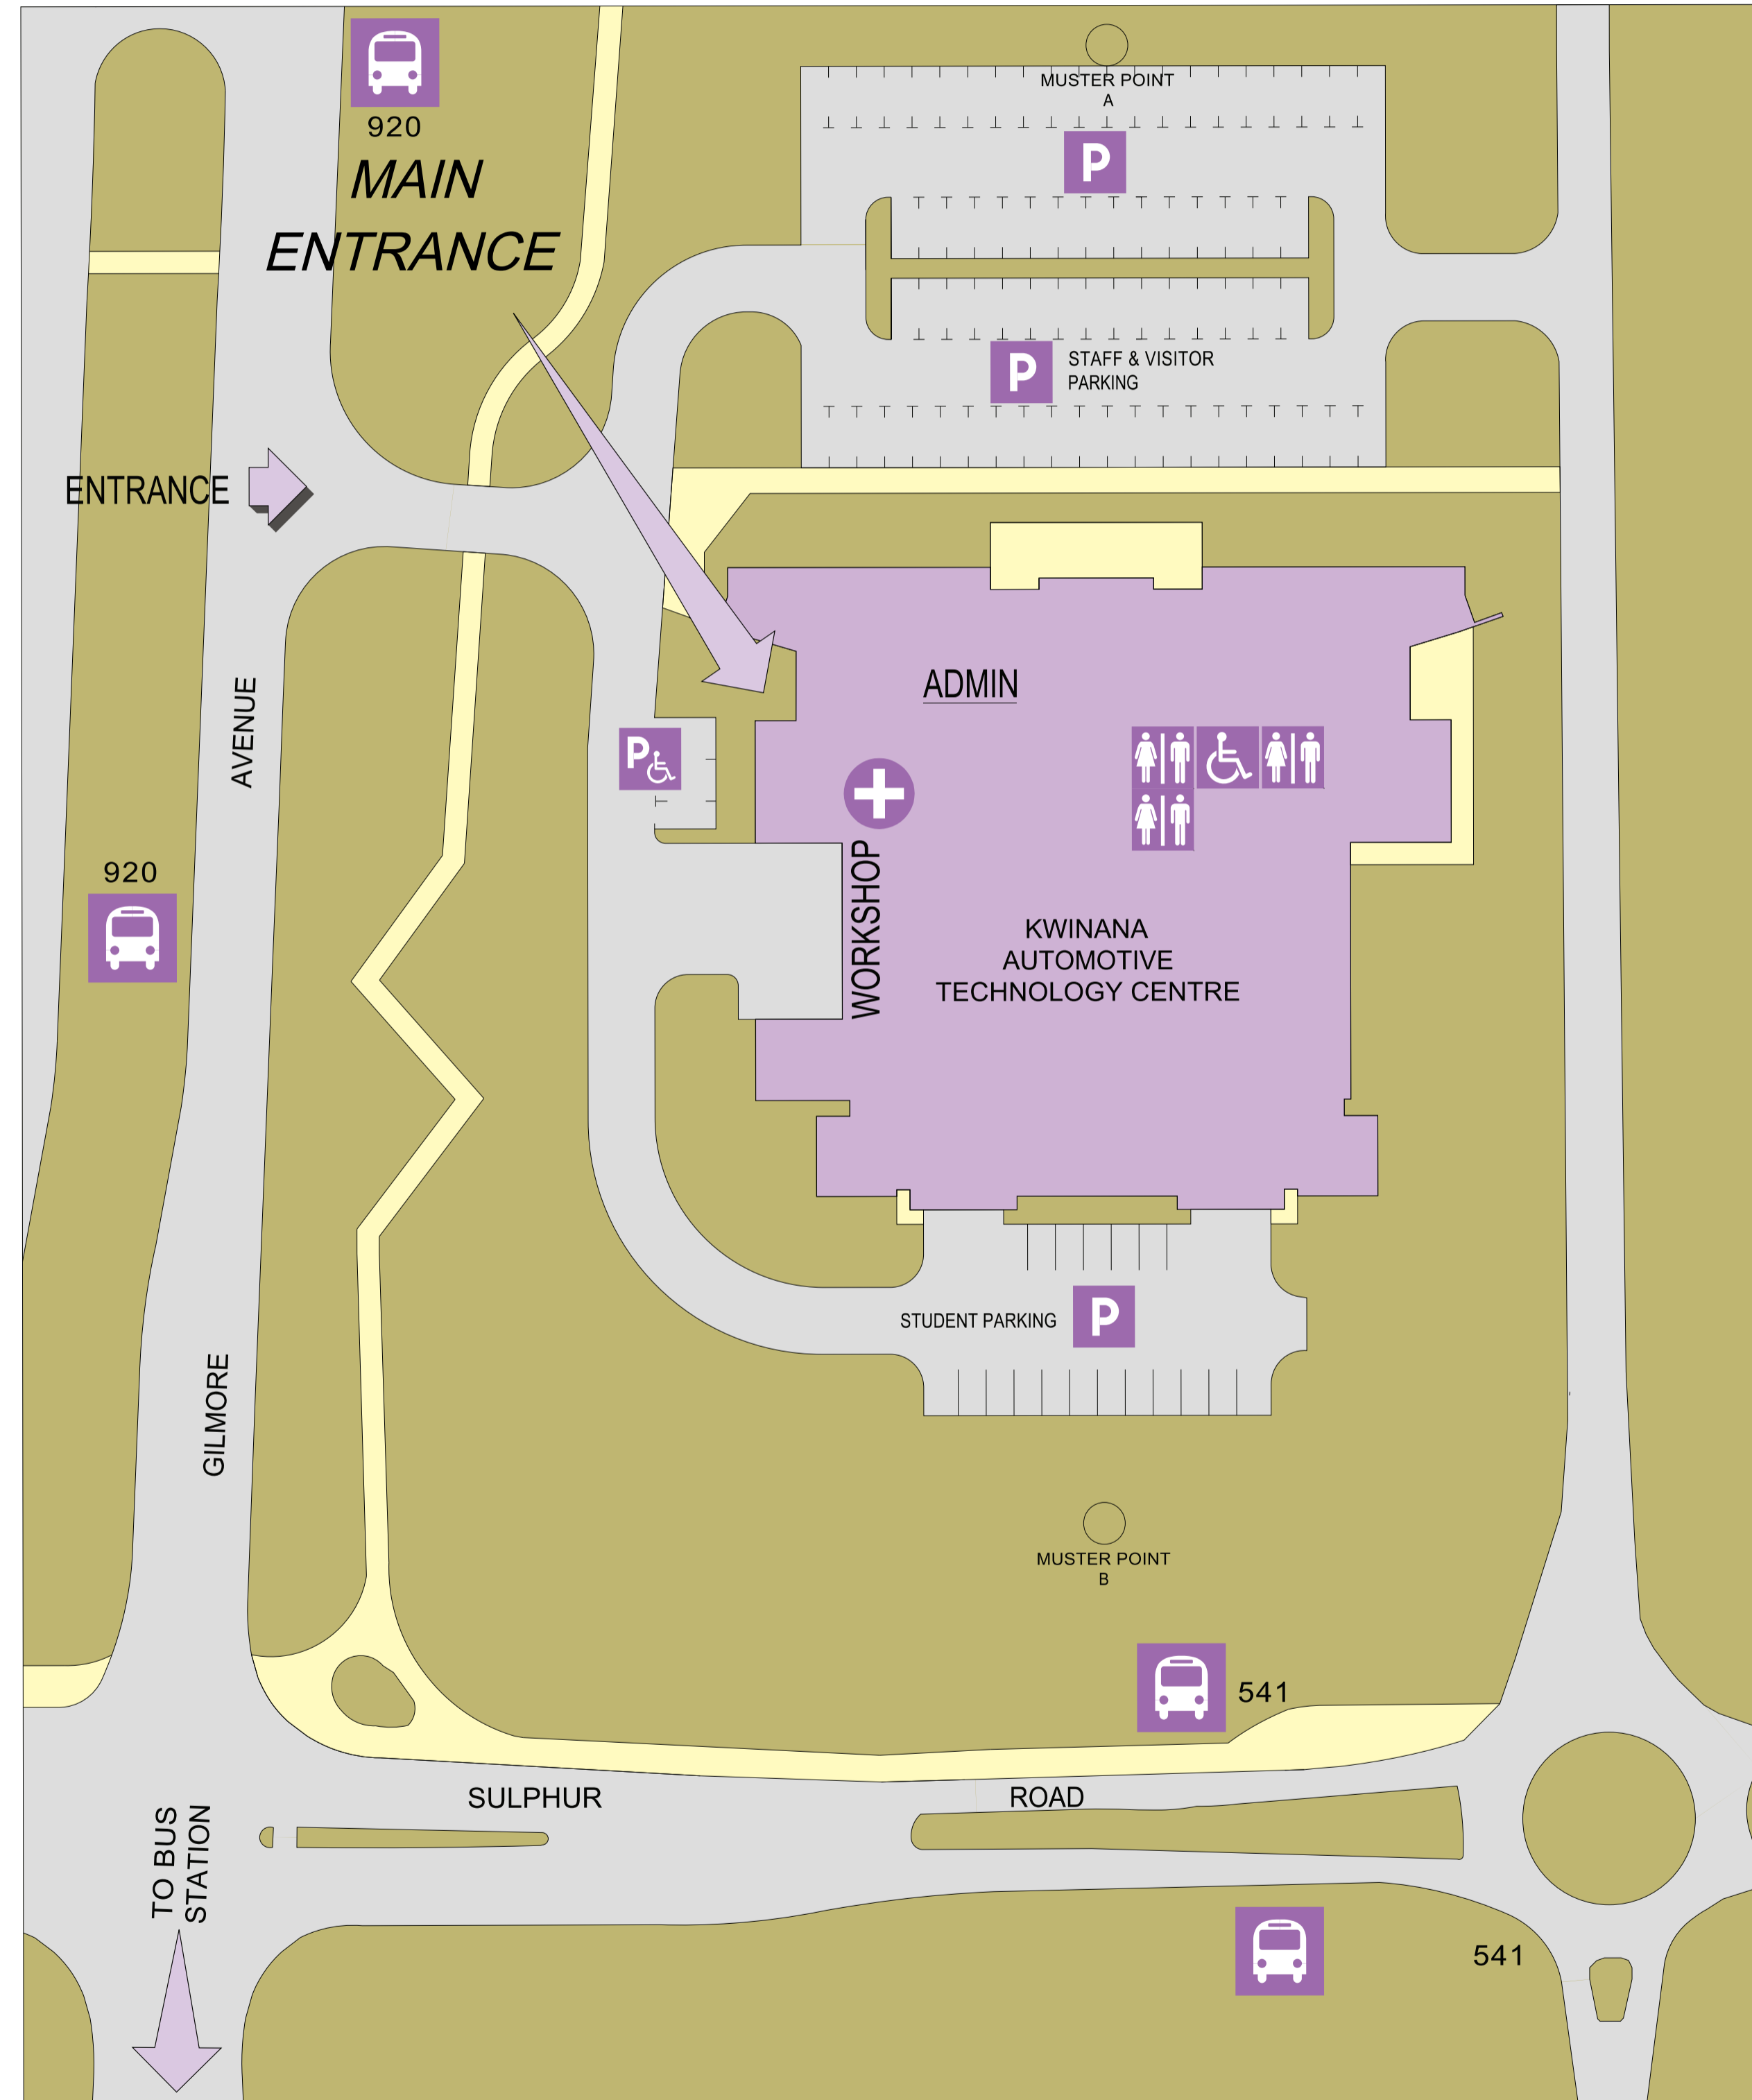 MUSTER POINT
A
920
MAIN
ENTRANCE
P
P
STAFF & VISITOR
PARKING
ENTRANCE
ADMIN
P
AVENUE
WORKSHOP
920
KWINANA
AUTOMOTIVE
TECHNOLOGY CENTRE
STUDENT PARKING
P
GILMORE
MUSTER POINT
B
541
SULPHUR
ROAD
TO BUS
STATION
541